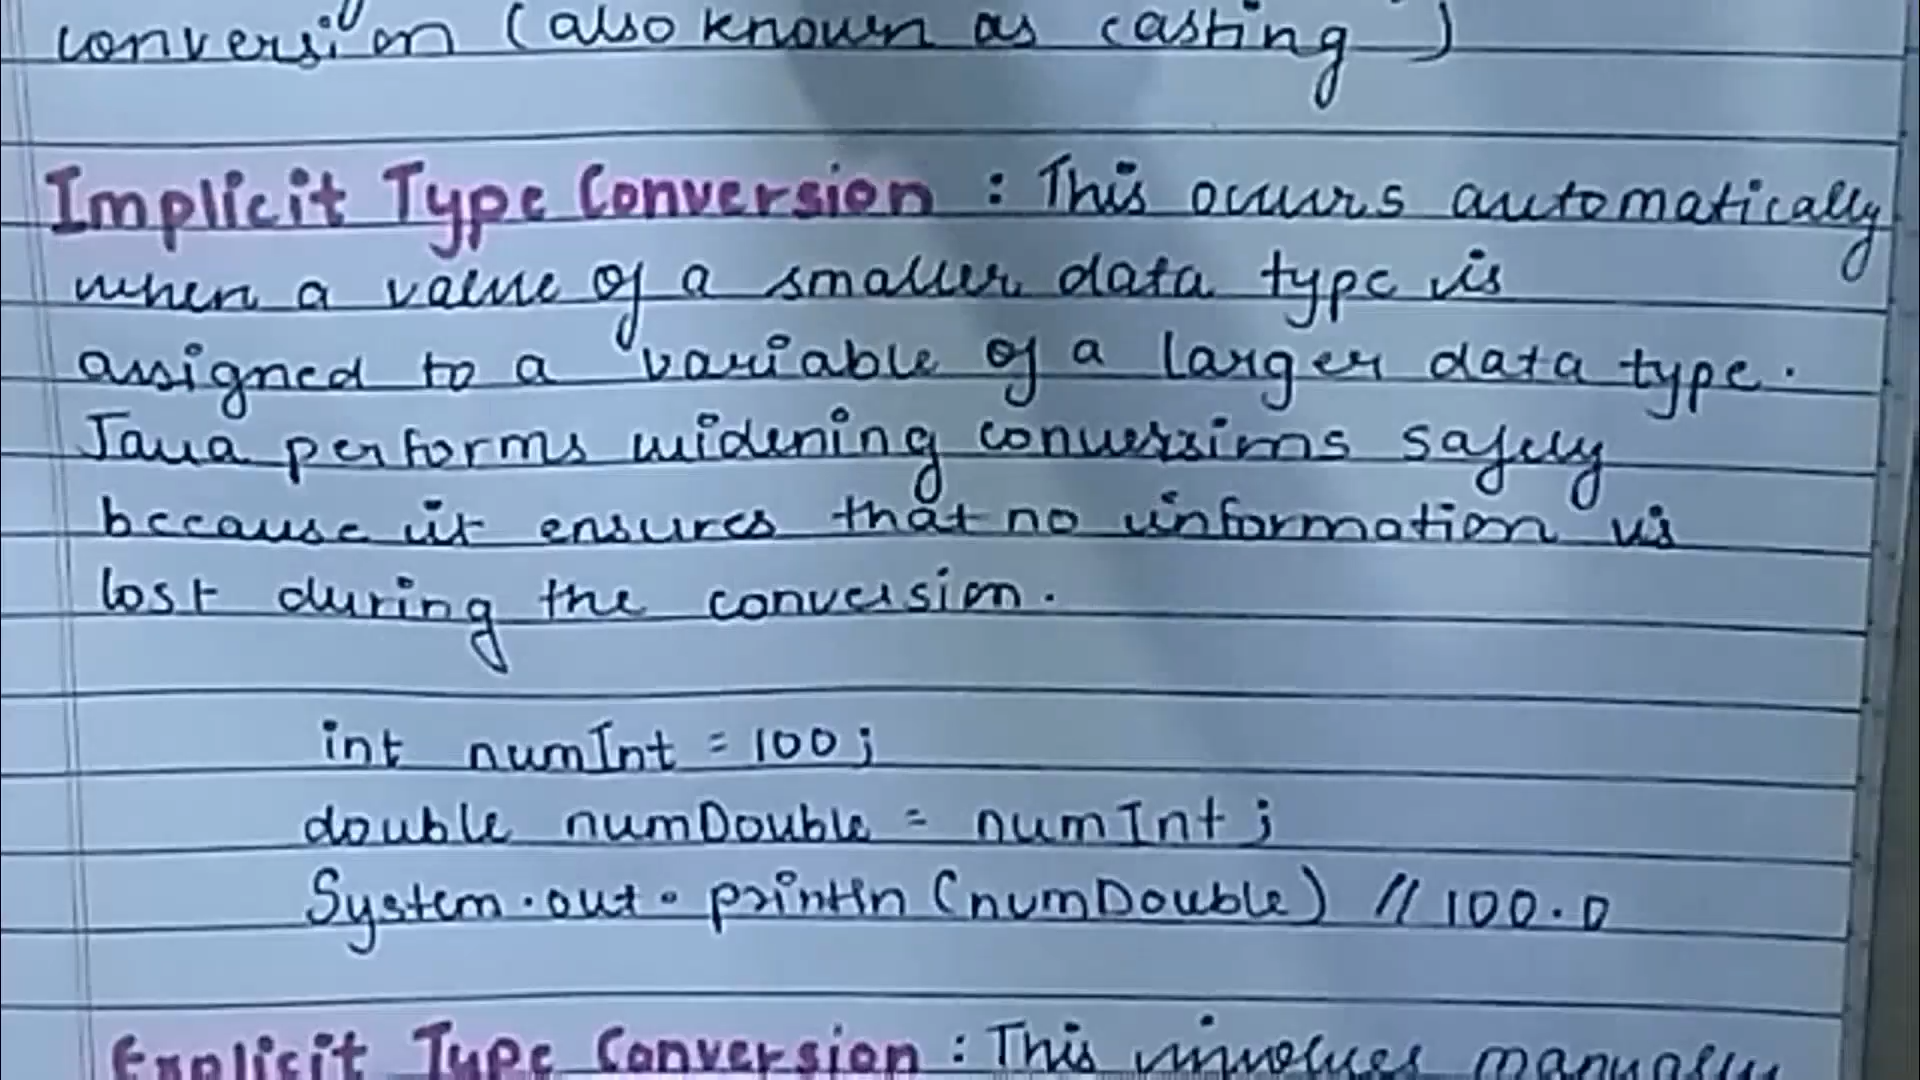 conversion (also known as casting)
Implicit Type Conversion : This occurs automatically
when a value of a smaller data type is
assigned to a variable of a larger data type.
Java performs widening conversions safely
because it ensures that no information is
lost during the conversion.
int numInt = 100;
double numDouble = numInt;
System.out.println (numDouble) // 100.0
Explicit Type Conversion : This involves manually